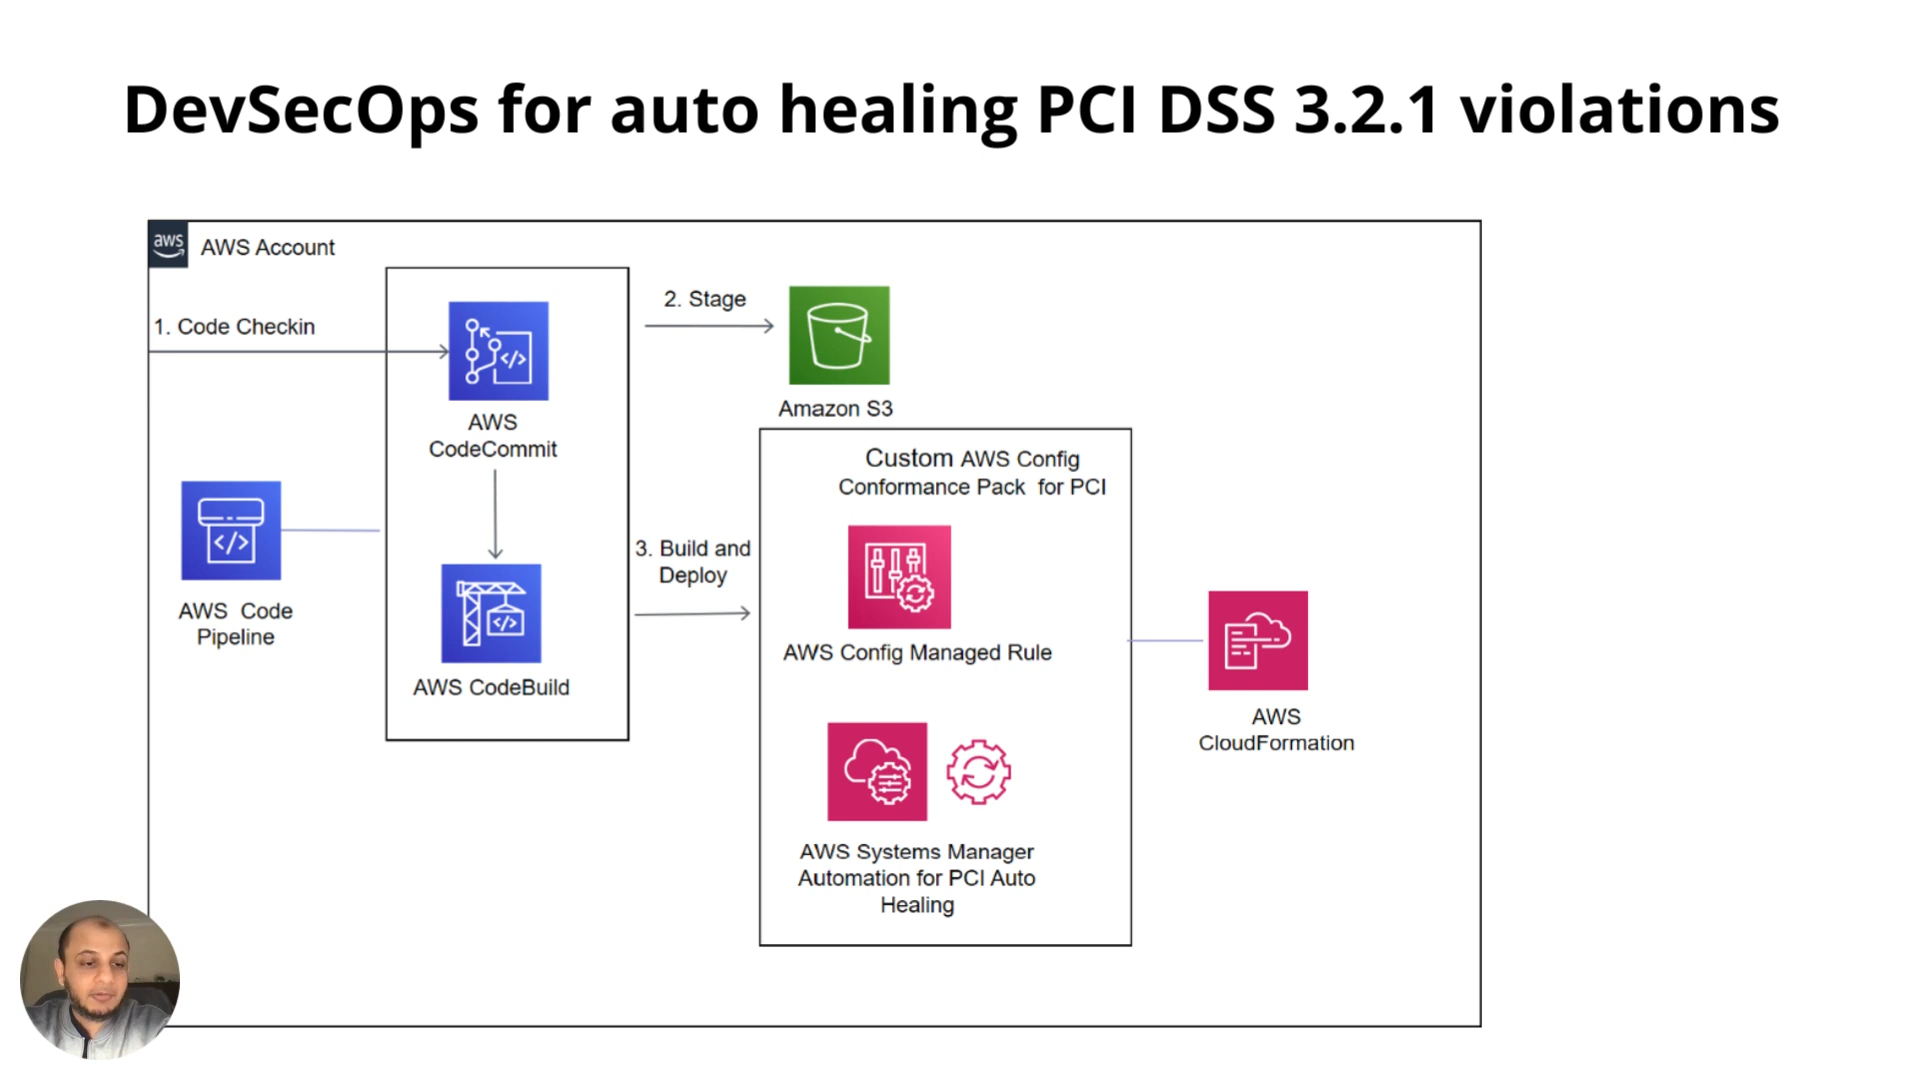 DevSecOps for auto healing PCI DSS 3.2.1 violations
aws
AWS Account
1. Code Checkin
2. Stage
AWS
CodeCommit
Amazon S3
Custom AWS Config
Conformance Pack for PCI
3. Build and
Deploy
AWS Code
Pipeline
AWS CodeBuild
AWS Config Managed Rule
AWS
CloudFormation
AWS Systems Manager
Automation for PCI Auto
Healing